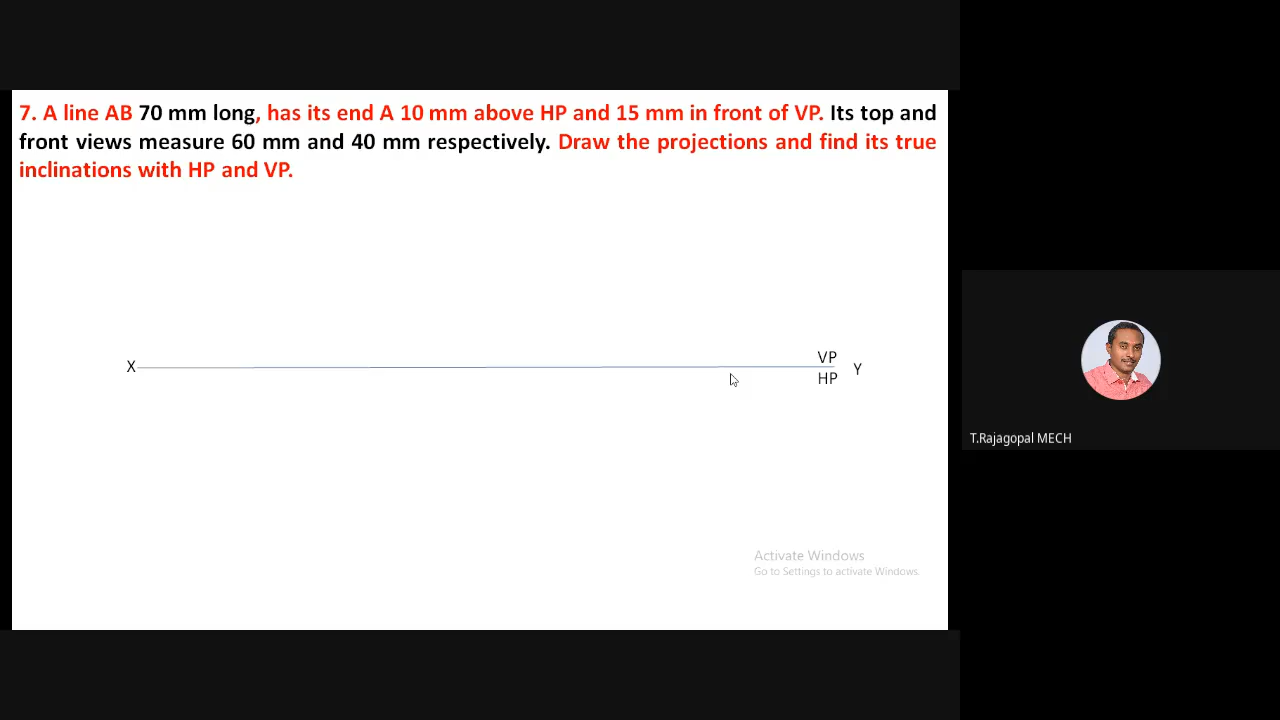 7. A line AB 70 mm long, has its end A 10 mm above HP and 15 mm in front of VP. Its top and
front views measure 60 mm and 40 mm respectively. Draw the projections and find its true
inclinations with HP and VP.
X
VP
HP
Y
T.Rajagopal MECH
Activate Windows
Go to Settings to activate Windows.